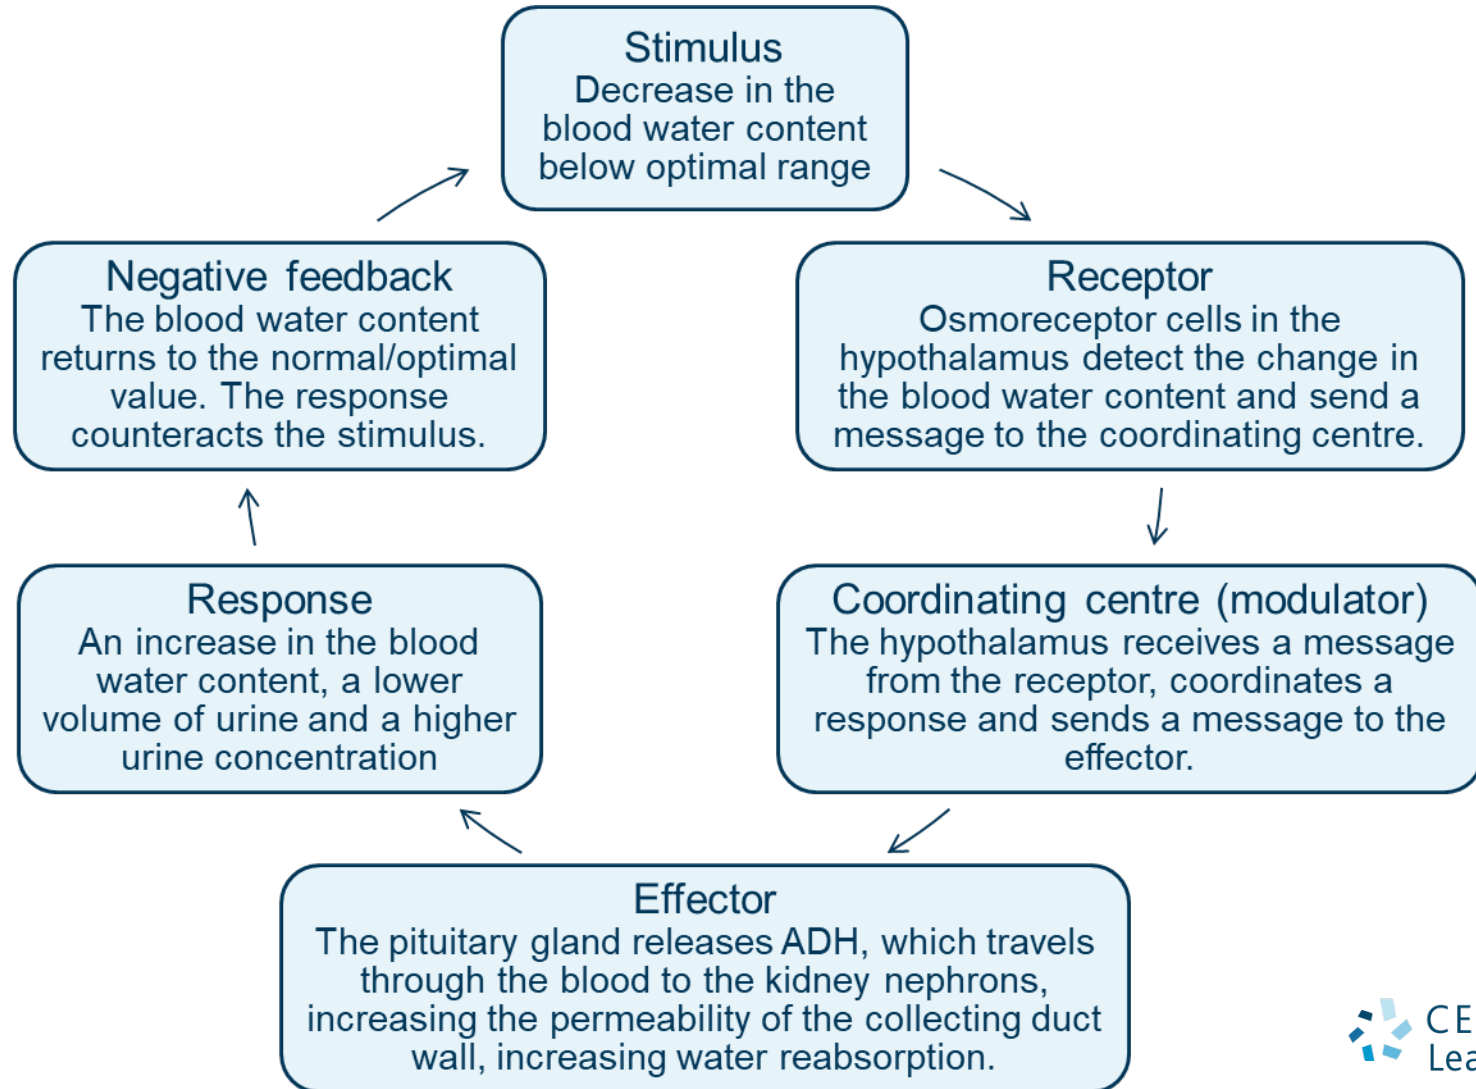 Stimulus
Decrease in the
blood water content
below optimal range
Receptor
Osmoreceptor cells in the
hypothalamus detect the change in
the blood water content and send a
message to the coordinating centre.
Coordinating centre (modulator)
The hypothalamus receives a message
from the receptor, coordinates a
response and sends a message to the
effector.
Effector
The pituitary gland releases ADH, which travels
through the blood to the kidney nephrons,
increasing the permeability of the collecting duct
wall, increasing water reabsorption.
Response
An increase in the blood
water content, a lower
volume of urine and a higher
urine concentration
Negative feedback
The blood water content
returns to the normal/optimal
value. The response
counteracts the stimulus.
CE
Lea